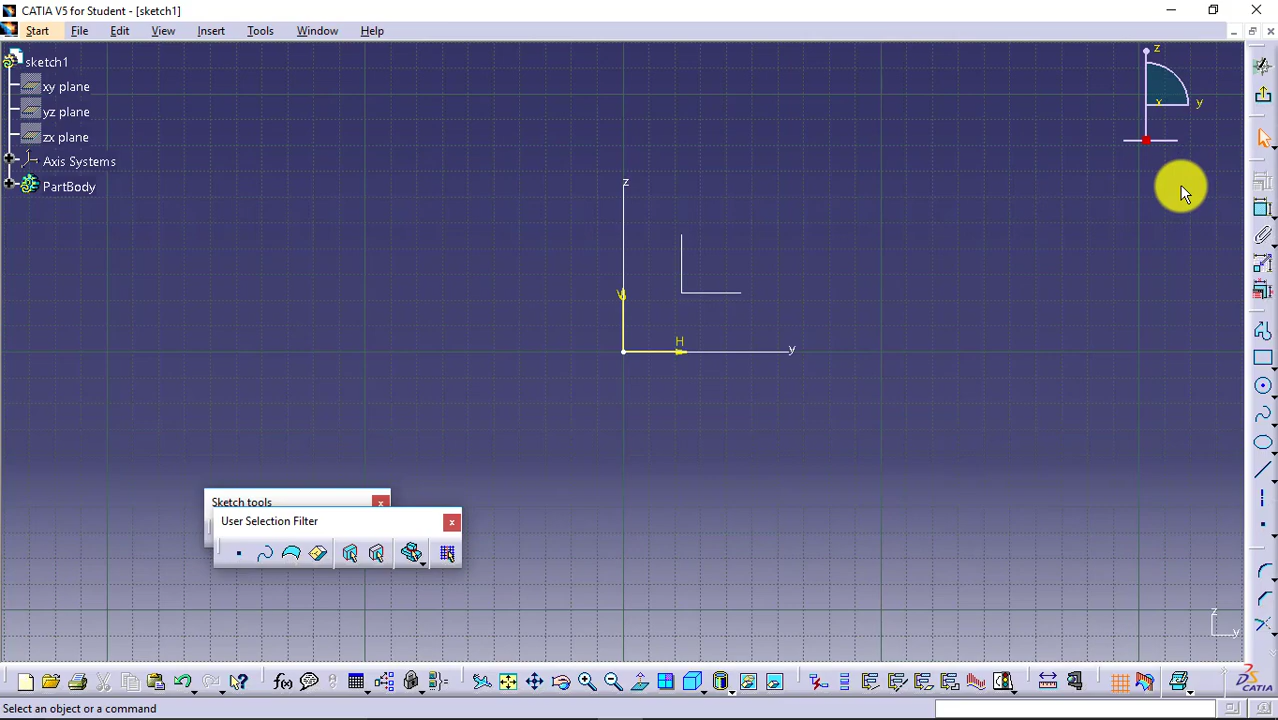 CATIA V5 for Student - [sketch1]
Start File Edit View Insert Tools Window Help
sketch1
xy plane
yz plane
zx plane
Axis Systems
PartBody
z
x y
z
V
H
y
Sketch tools
User Selection Filter
z
y
f(x)
CATIA
Select an object or a command